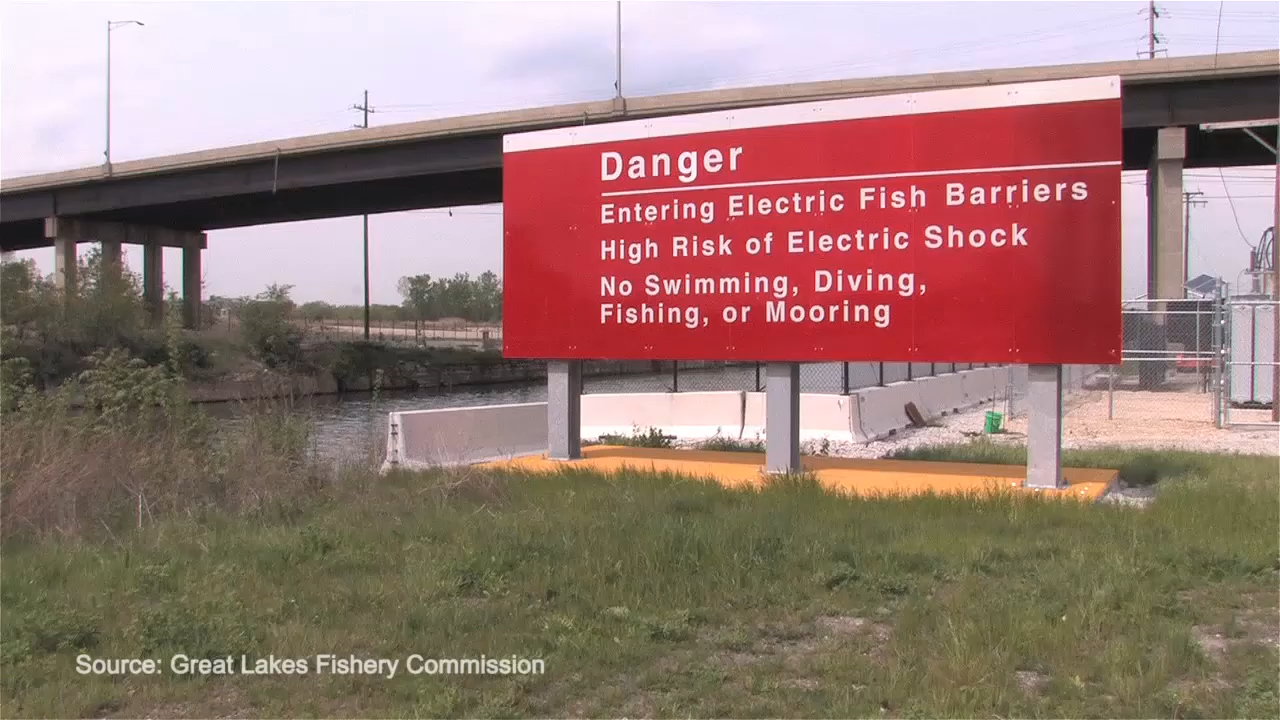 Danger
Entering Electric Fish Barriers
High Risk of Electric Shock
No Swimming, Diving,
Fishing, or Mooring
Source: Great Lakes Fishery Commission